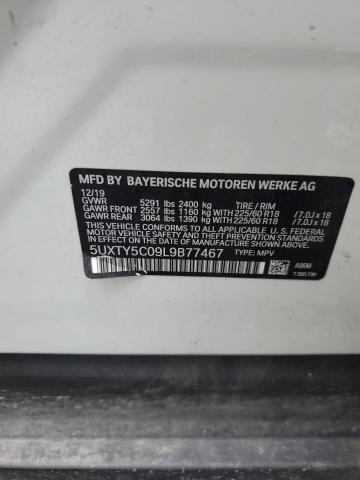 MFD BY BAYERISCHE MOTOREN WERKE AG
12/19
GVWR 5291 lbs 2400 kg TIRE / RIM
GAWR FRONT 2557 lbs 1160 kg WITH 225/60 R18 / 7.0J x 18
GAWR REAR 3064 lbs 1390 kg WITH 225/60 R18 / 7.0J x 18
THIS VEHICLE CONFORMS TO ALL APPLICABLE U.S. FEDERAL
MOTOR VEHICLE SAFETY, BUMPER, AND THEFT PREVENTION
STANDARDS IN EFFECT ON THE DATE OF MANUFACTURE SHOWN ABOVE.
5UXTY5C09L9B77467 TYPE: MPV
A96M